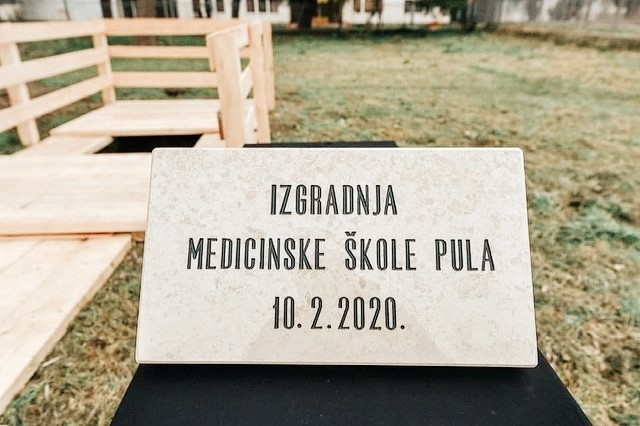 IZGRADNJA
MEDICINSKE ŠKOLE PULA
10.2.2020.